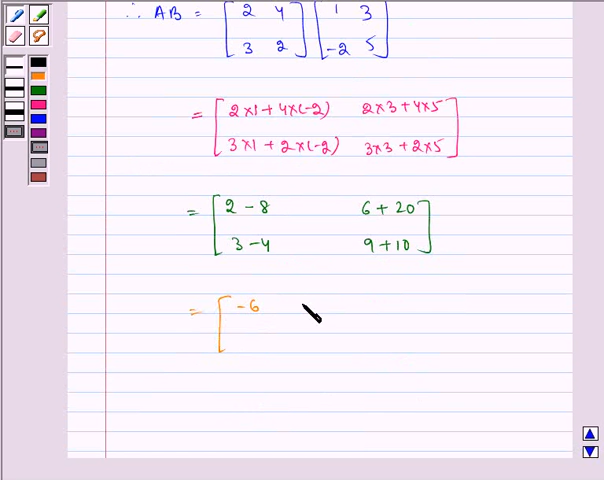 ∴ AB = [ 2 4 ] [ 1 3 ]
[ 3 2 ] [ -2 5 ]
= [ 2×1+4×(-2) 2×3+4×5 ]
[ 3×1+2×(-2) 3×3+2×5 ]
= [ 2-8 6+20 ]
[ 3-4 9+10 ]
= [ -6